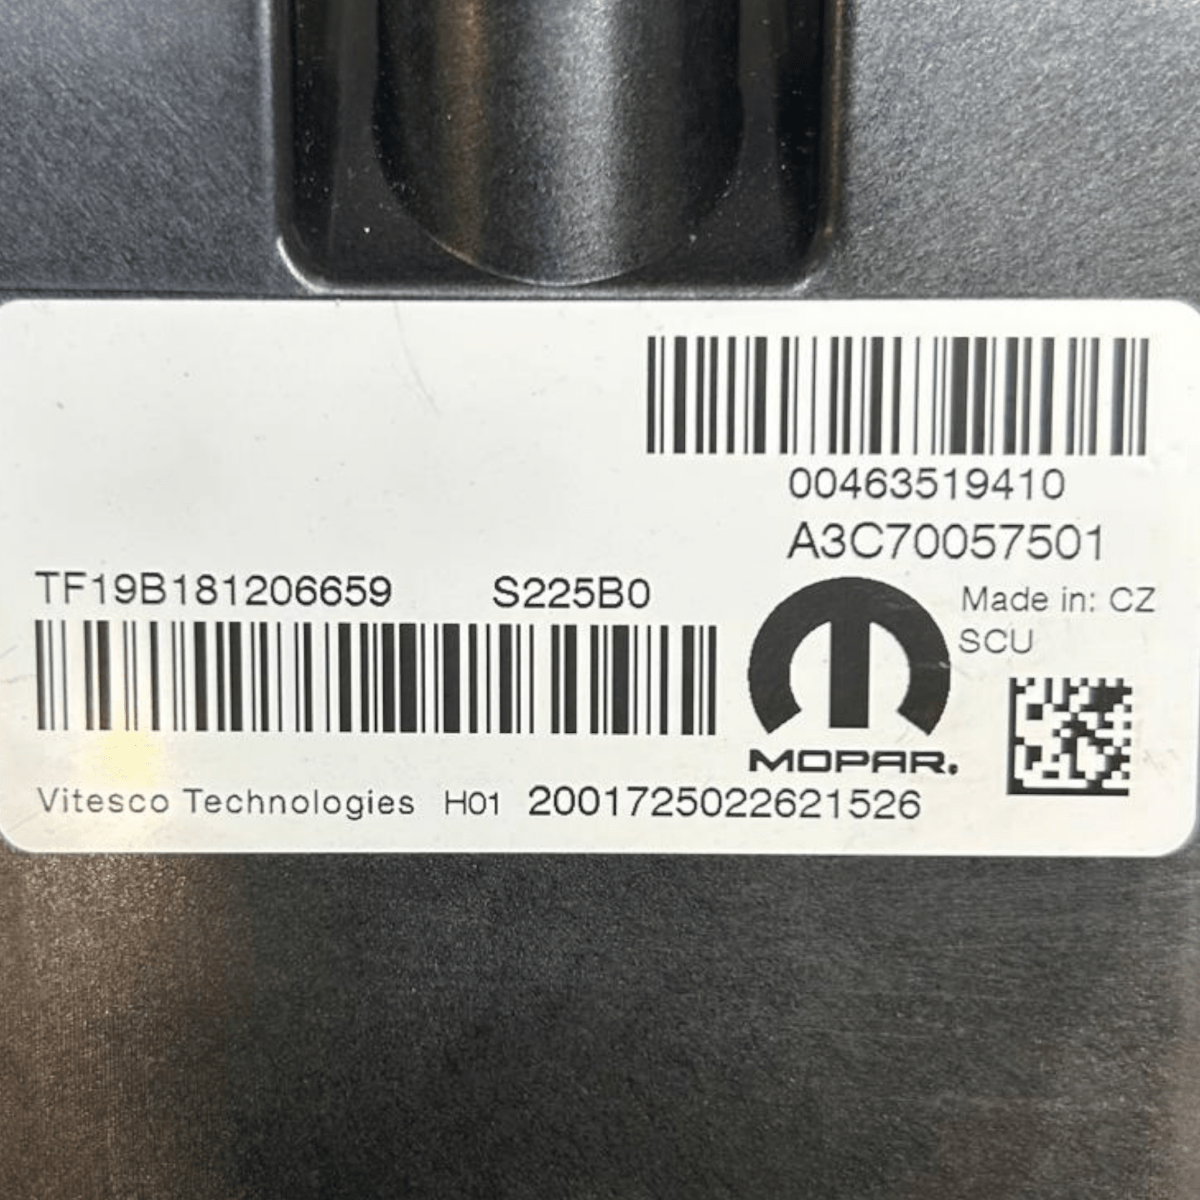 00463519410
A3C70057501
TF19B181206659 S225B0
Made in: CZ
SCU
MOPAR.
Vitesco Technologies H01 2001725022621526